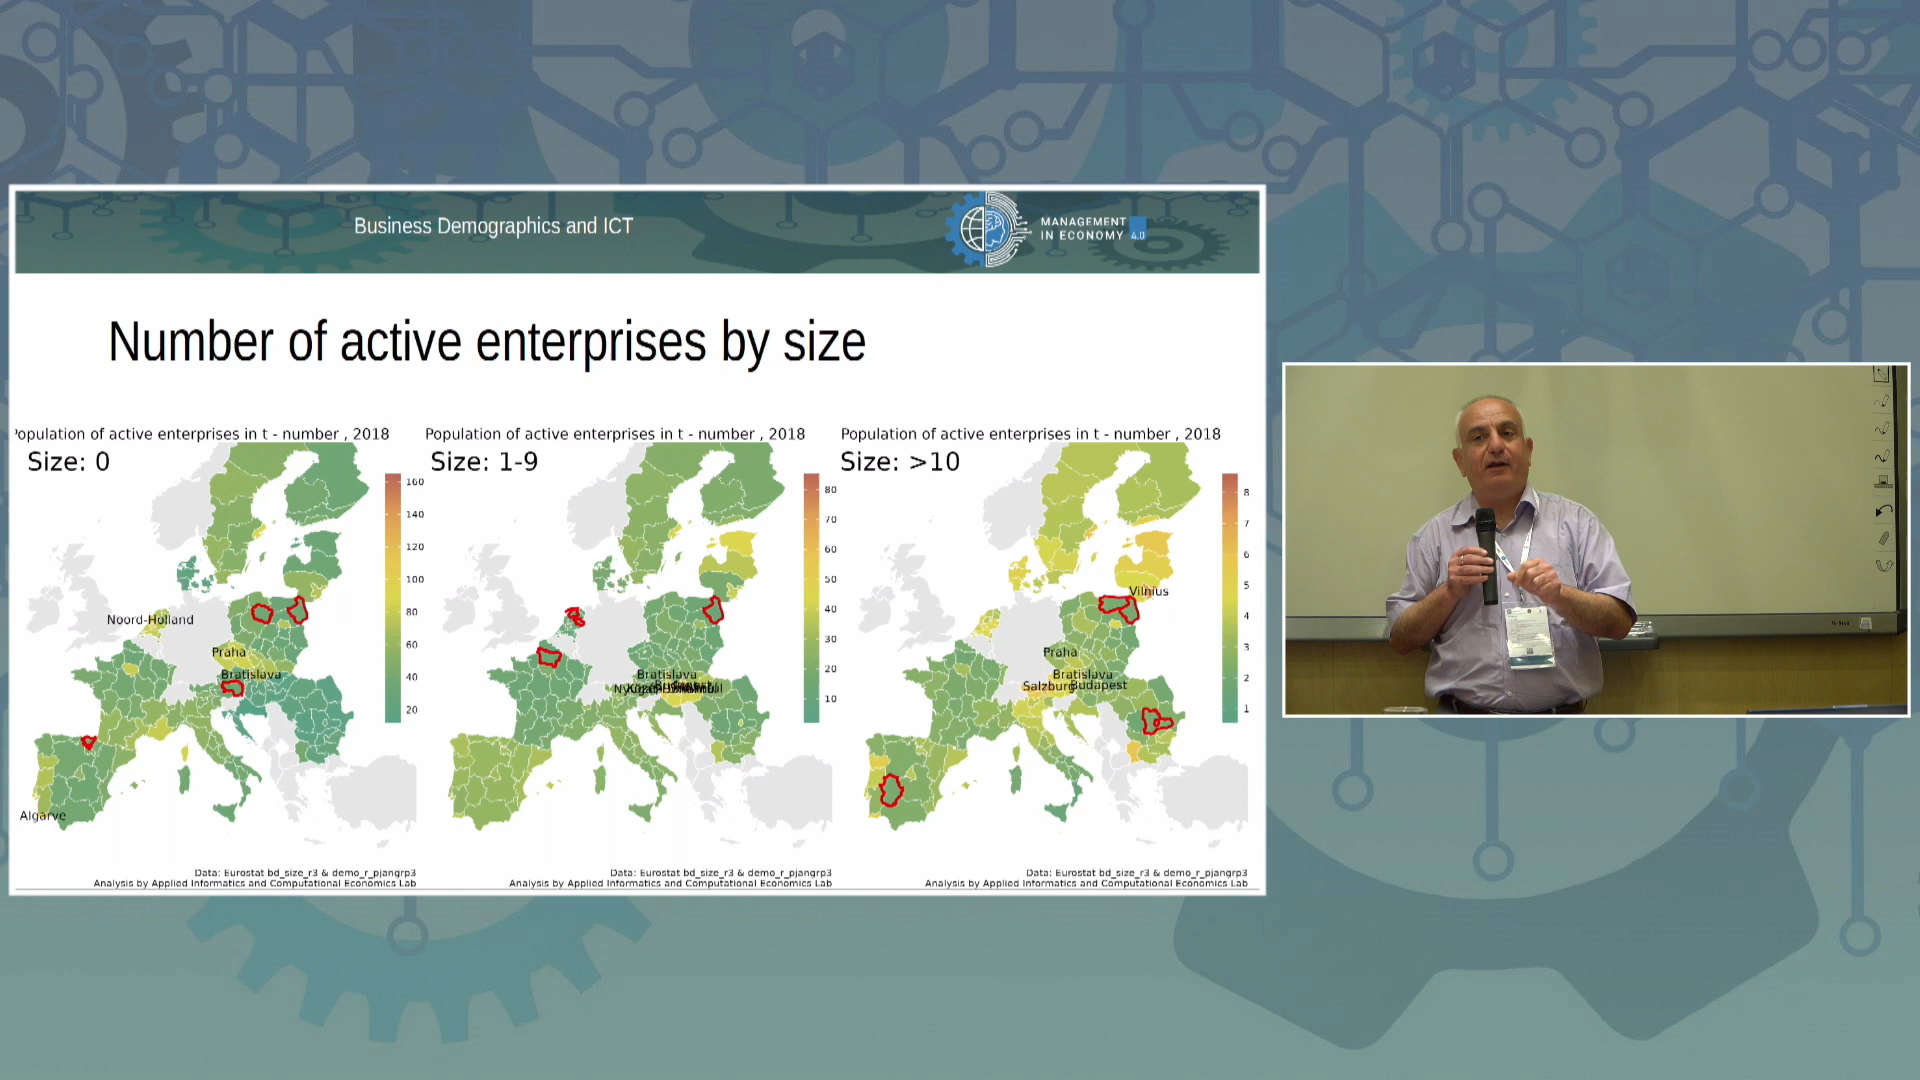 Business Demographics and ICT
MANAGEMENT
IN ECONOMY 4.0
Number of active enterprises by size
opulation of active enterprises in t - number , 2018
Size: 0
160
140
120
100
80
60
40
20
Noord-Holland
Praha
Bratislava
Algarve
Data: Eurostat bd_size_r3 & demo_r_pjangrp3
Analysis by Applied Informatics and Computational Economics Lab
Population of active enterprises in t - number , 2018
Size: 1-9
80
70
60
50
40
30
20
10
Bratislava
Data: Eurostat bd_size_r3 & demo_r_pjangrp3
Analysis by Applied Informatics and Computational Economics Lab
Population of active enterprises in t - number , 2018
Size: >10
8
7
6
5
4
3
2
1
Vilnius
Praha
Bratislava
Salzburg
Budapest
Data: Eurostat bd_size_r3 & demo_r_pjangrp3
Analysis by Applied Informatics and Computational Economics Lab